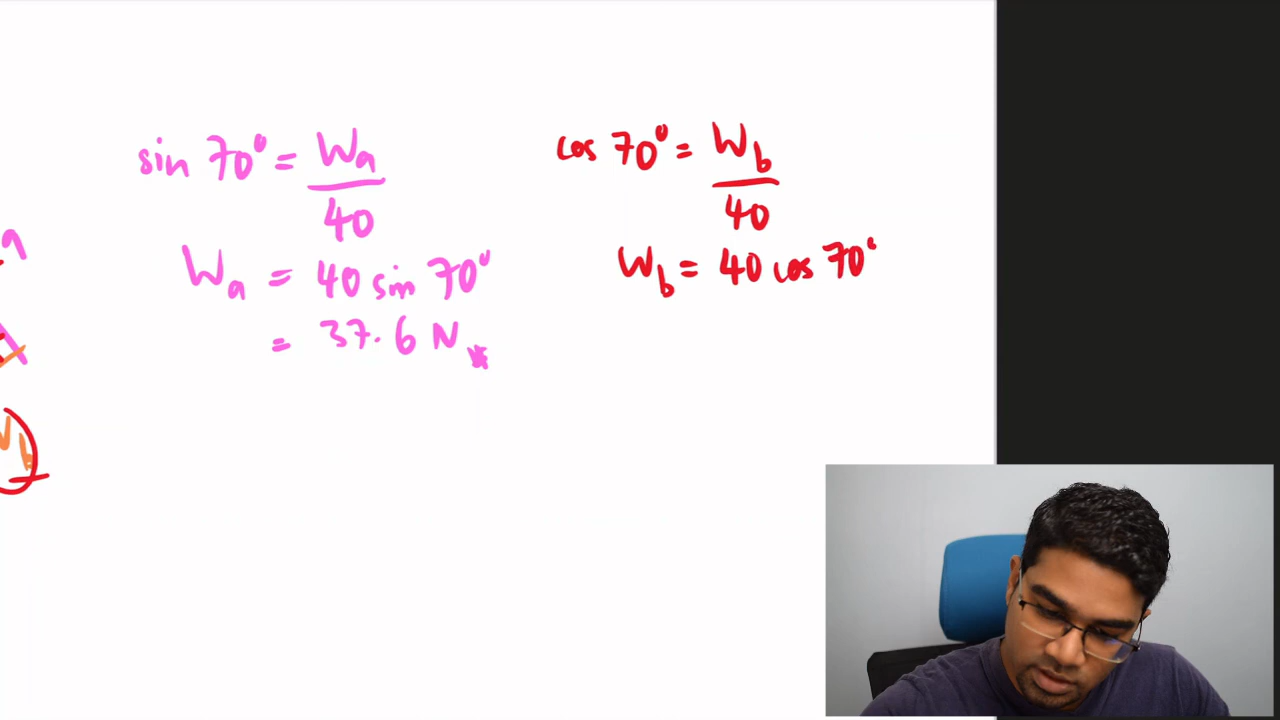 sin 70° = Wa
40
Wa = 40 sin 70°
= 37.6 N
cos 70° = Wb
40
Wb = 40 cos 70°